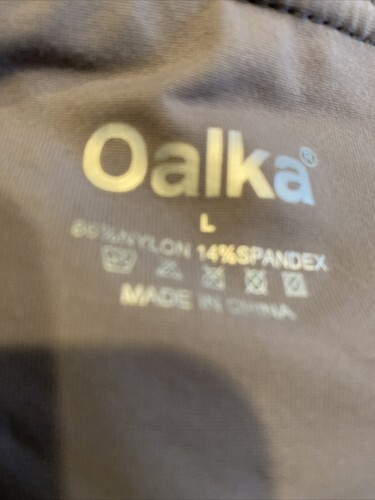 Oalka®
L
86%NYLON 14%SPANDEX
MADE IN CHINA